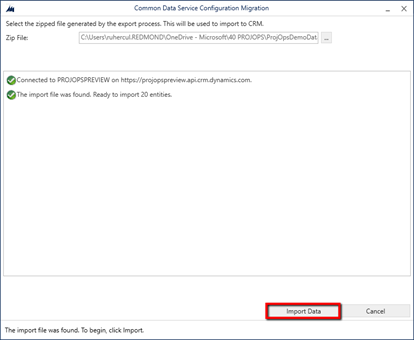 Common Data Service Configuration Migration
Select the zipped file generated by the export process. This will be used to import to CRM.
Zip File: C:\Users\ruhercul.REDMOND\OneDrive - Microsoft\40 PROJOPS\ProjOpsDemoDat ...
Connected to PROJOPSPREVIEW on https://projopspreview.api.crm.dynamics.com.
The import file was found. Ready to import 20 entities.
Import Data Cancel
The import file was found. To begin, click Import.